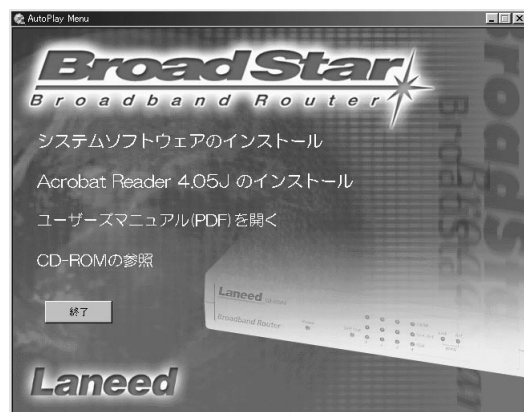 AutoPlay Menu
BroadStar
Broadband Router
システムソフトウェアのインストール
Acrobat Reader 4.05J のインストール
ユーザーズマニュアル(PDF)を開く
CD-ROMの参照
終了
Laneed
Broadband Router
Laneed